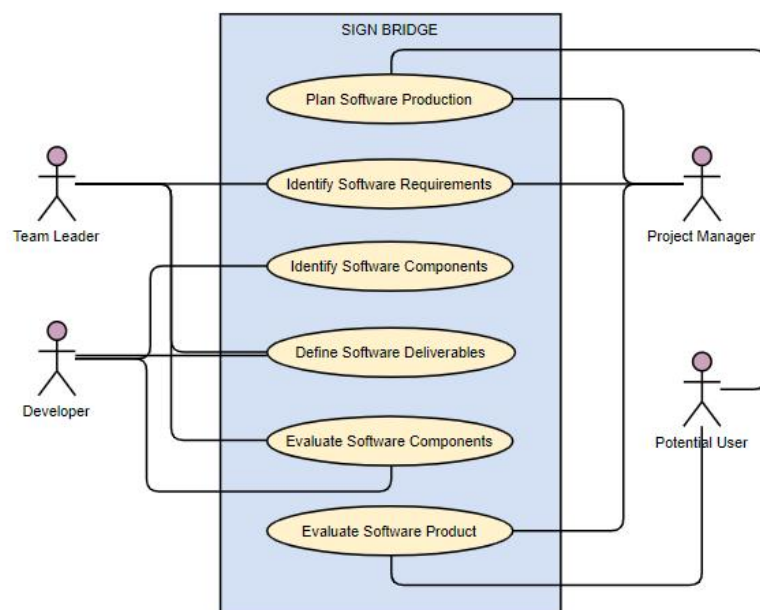 SIGN BRIDGE
Plan Software Production
Identify Software Requirements
Team Leader
Project Manager
Identify Software Components
Define Software Deliverables
Developer
Evaluate Software Components
Potential User
Evaluate Software Product